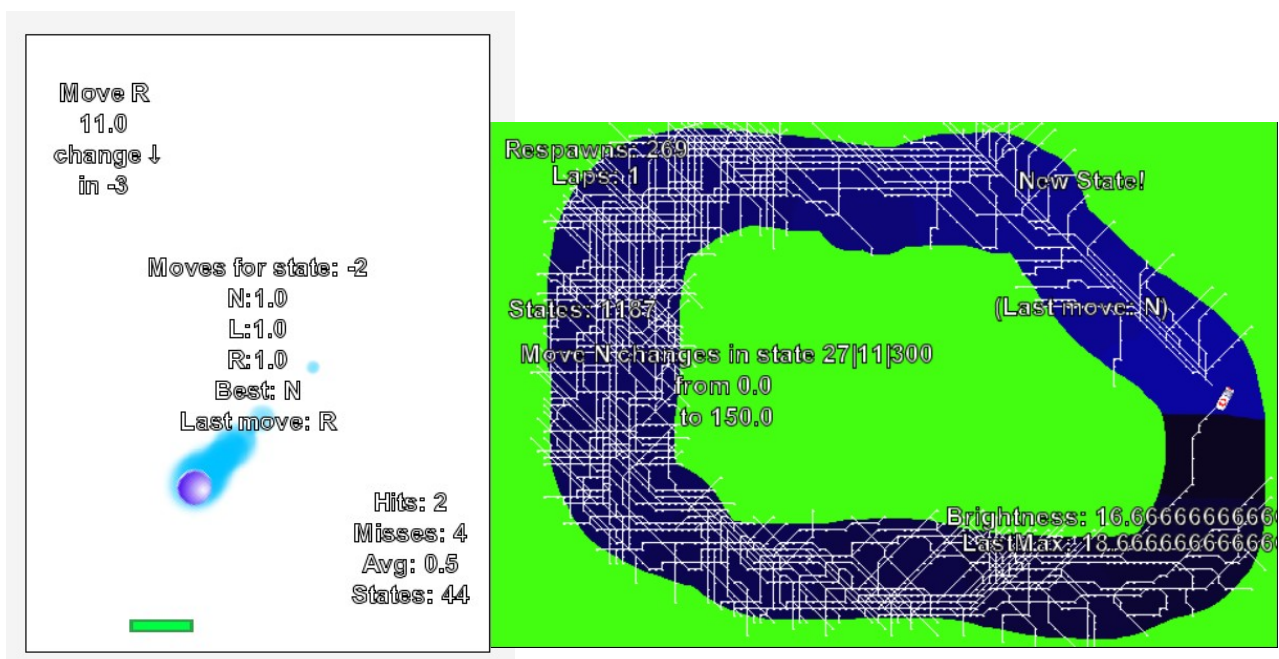 Move R
11.0
change ↓
in -3
Moves for state: -2
N:1.0
L:1.0
R:1.0
Best: N
Last move: R
Hits: 2
Misses: 4
Avg: 0.5
States: 44
Respawns: 269
Laps: 1
New State!
States: 1187
(Last move: N)
Move N changes in state 27|11|300
from 0.0
to 150.0
Brightness: 16.66666666666
LastMax: 18.66666666666